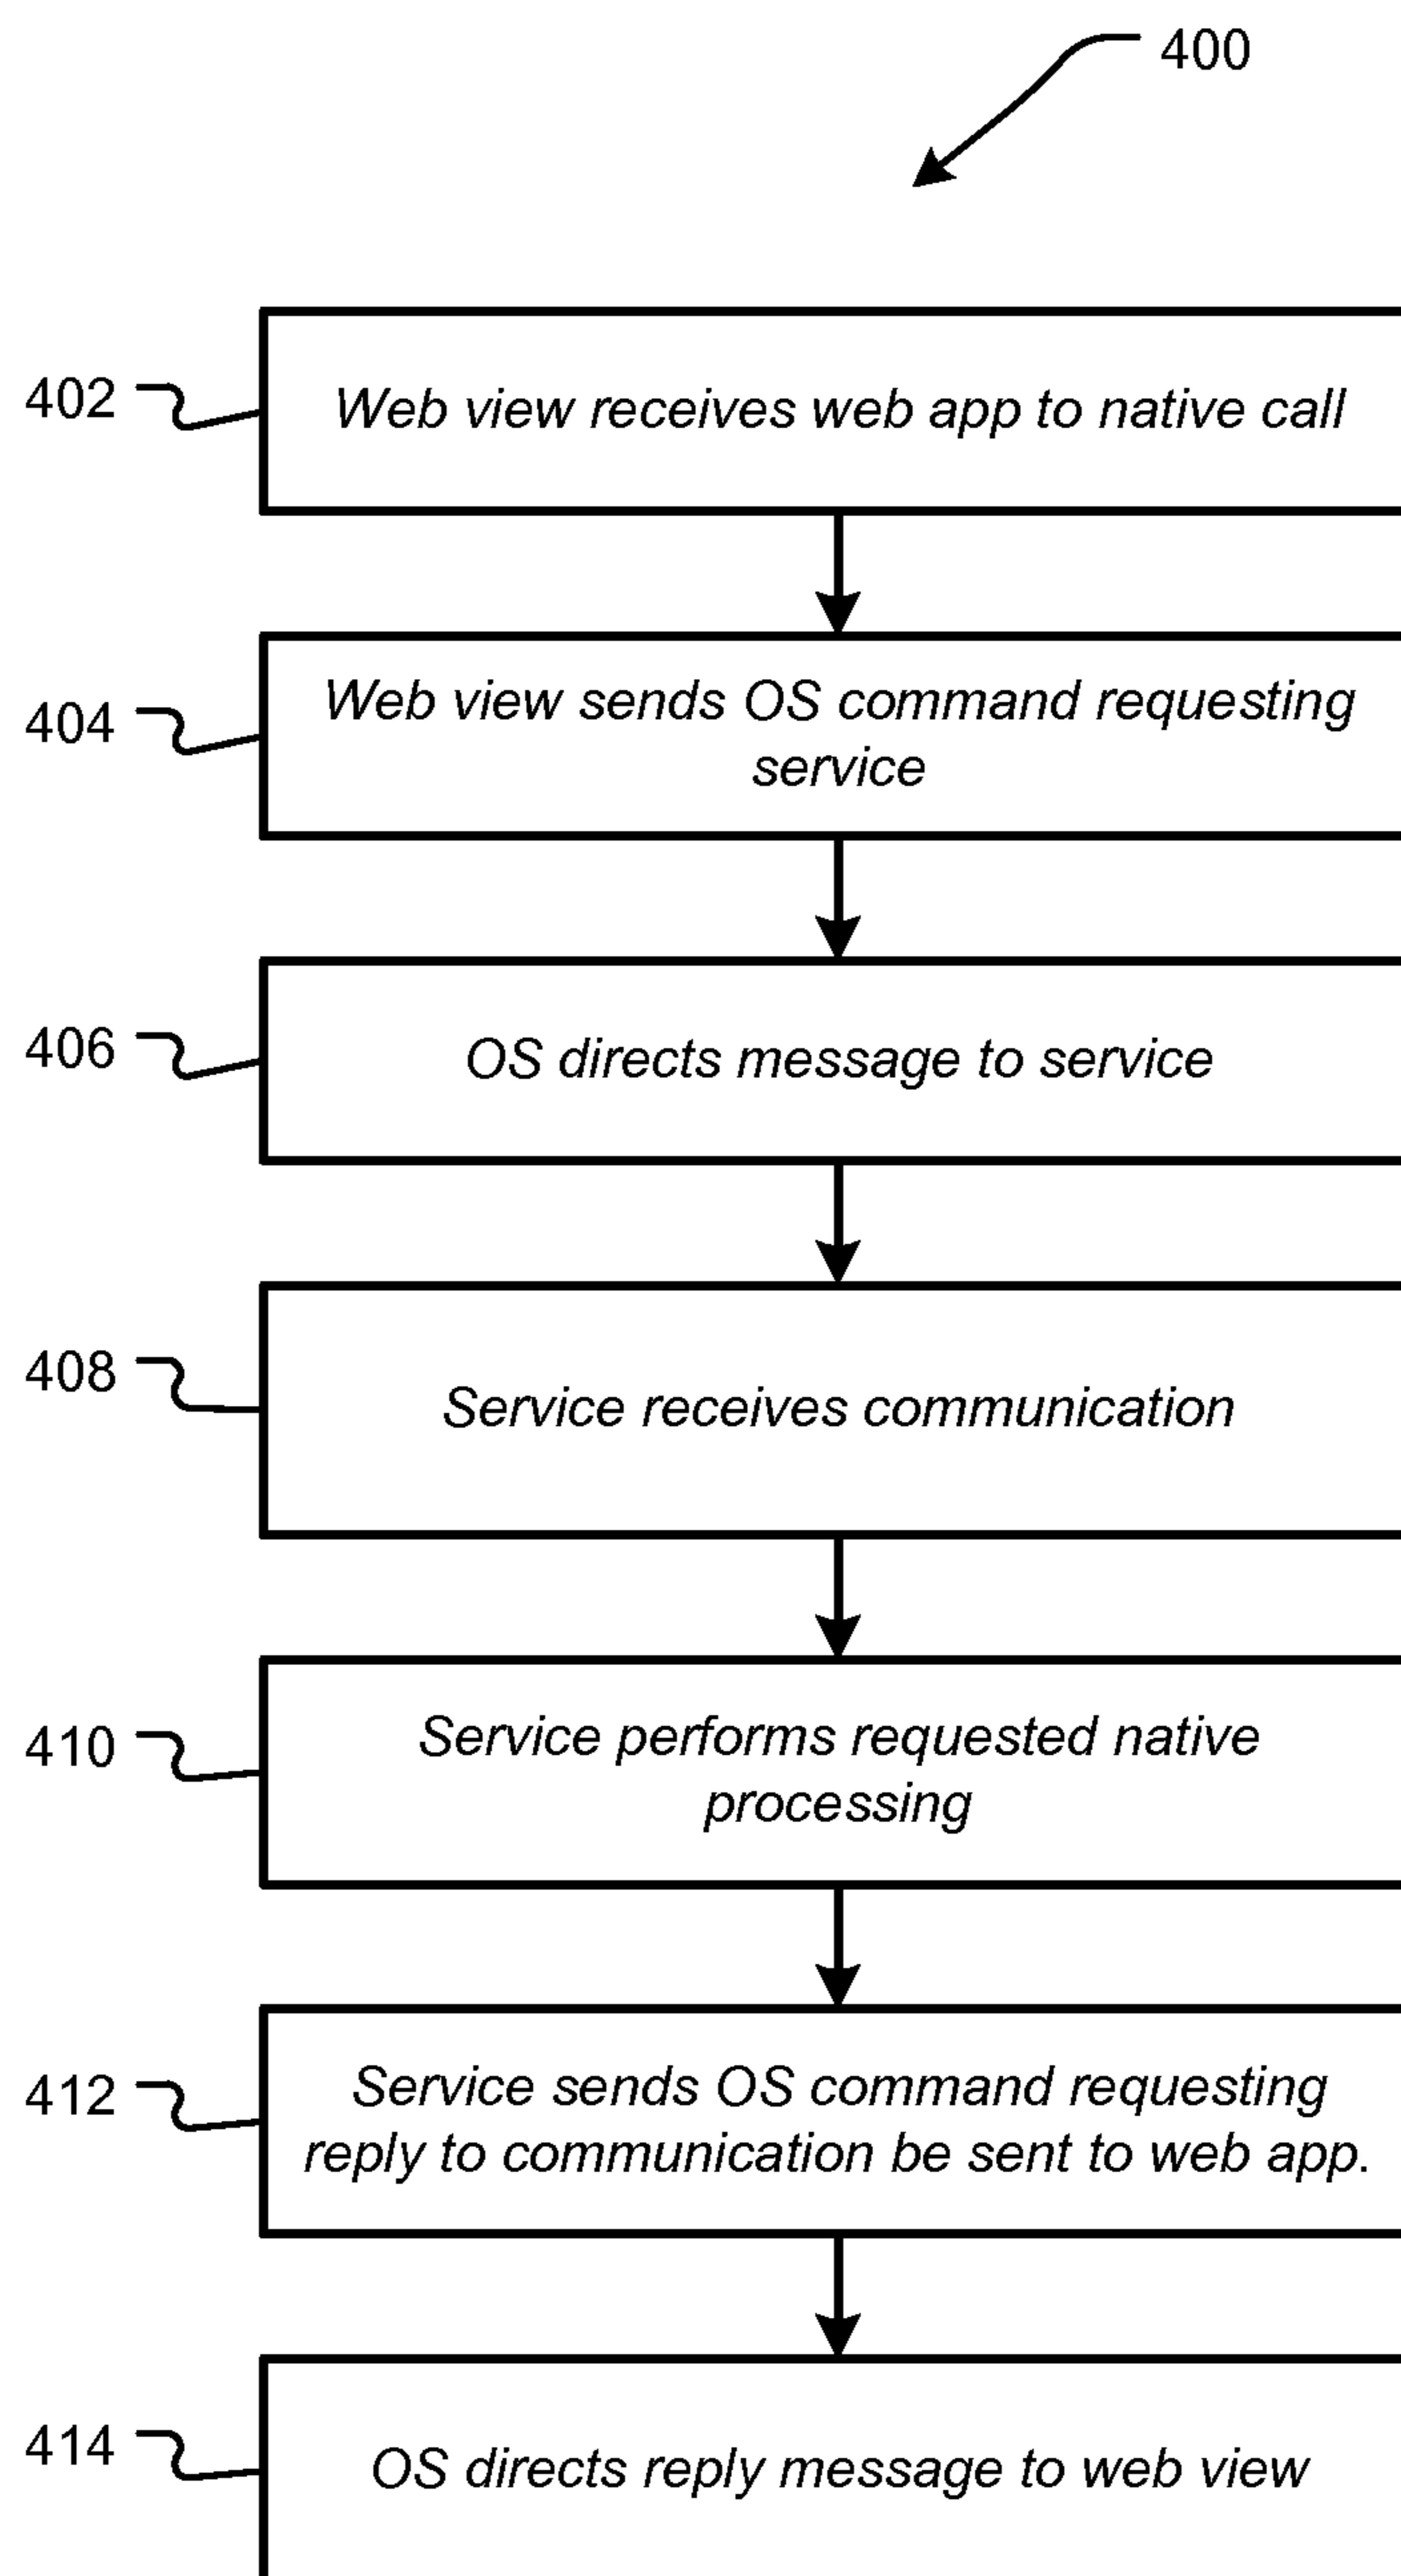 400
402
Web view receives web app to native call
404
Web view sends OS command requesting
service
406
OS directs message to service
408
Service receives communication
410
Service performs requested native
processing
412
Service sends OS command requesting
reply to communication be sent to web app.
414
OS directs reply message to web view